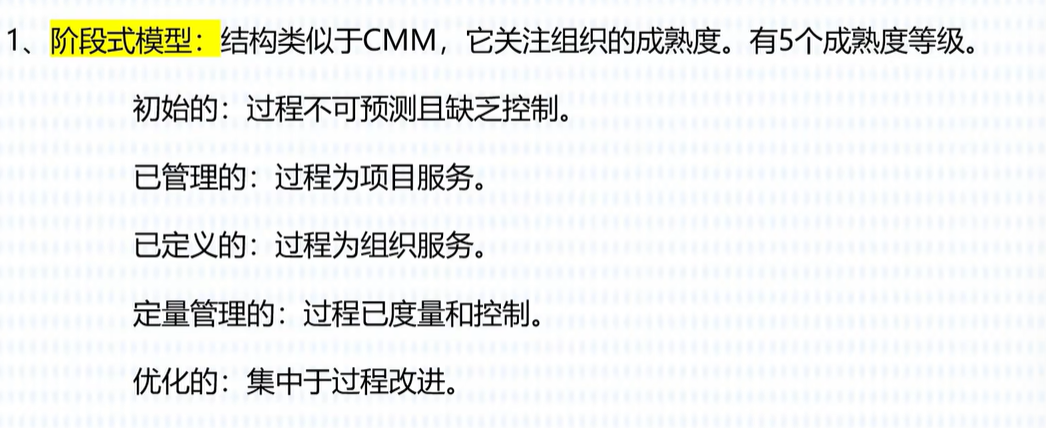 1、阶段式模型：结构类似于CMM，它关注组织的成熟度。有5个成熟度等级。
初始的：过程不可预测且缺乏控制。
已管理的：过程为项目服务。
已定义的：过程为组织服务。
定量管理的：过程已度量和控制。
优化的：集中于过程改进。